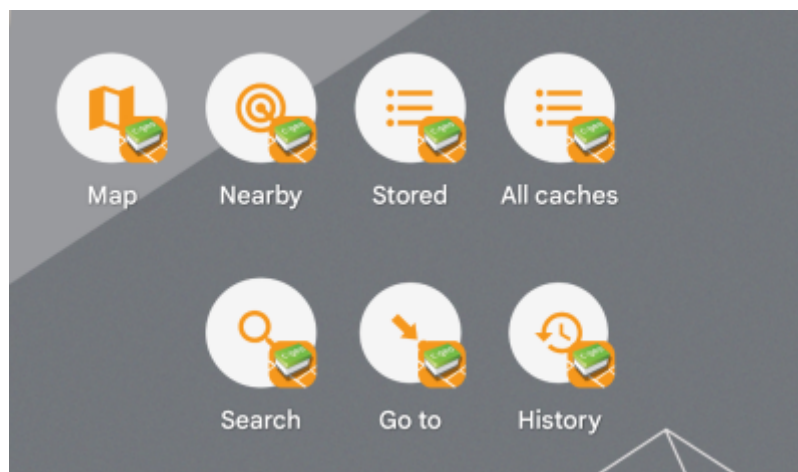 Map
Nearby
Stored
All caches
Search
Go to
History